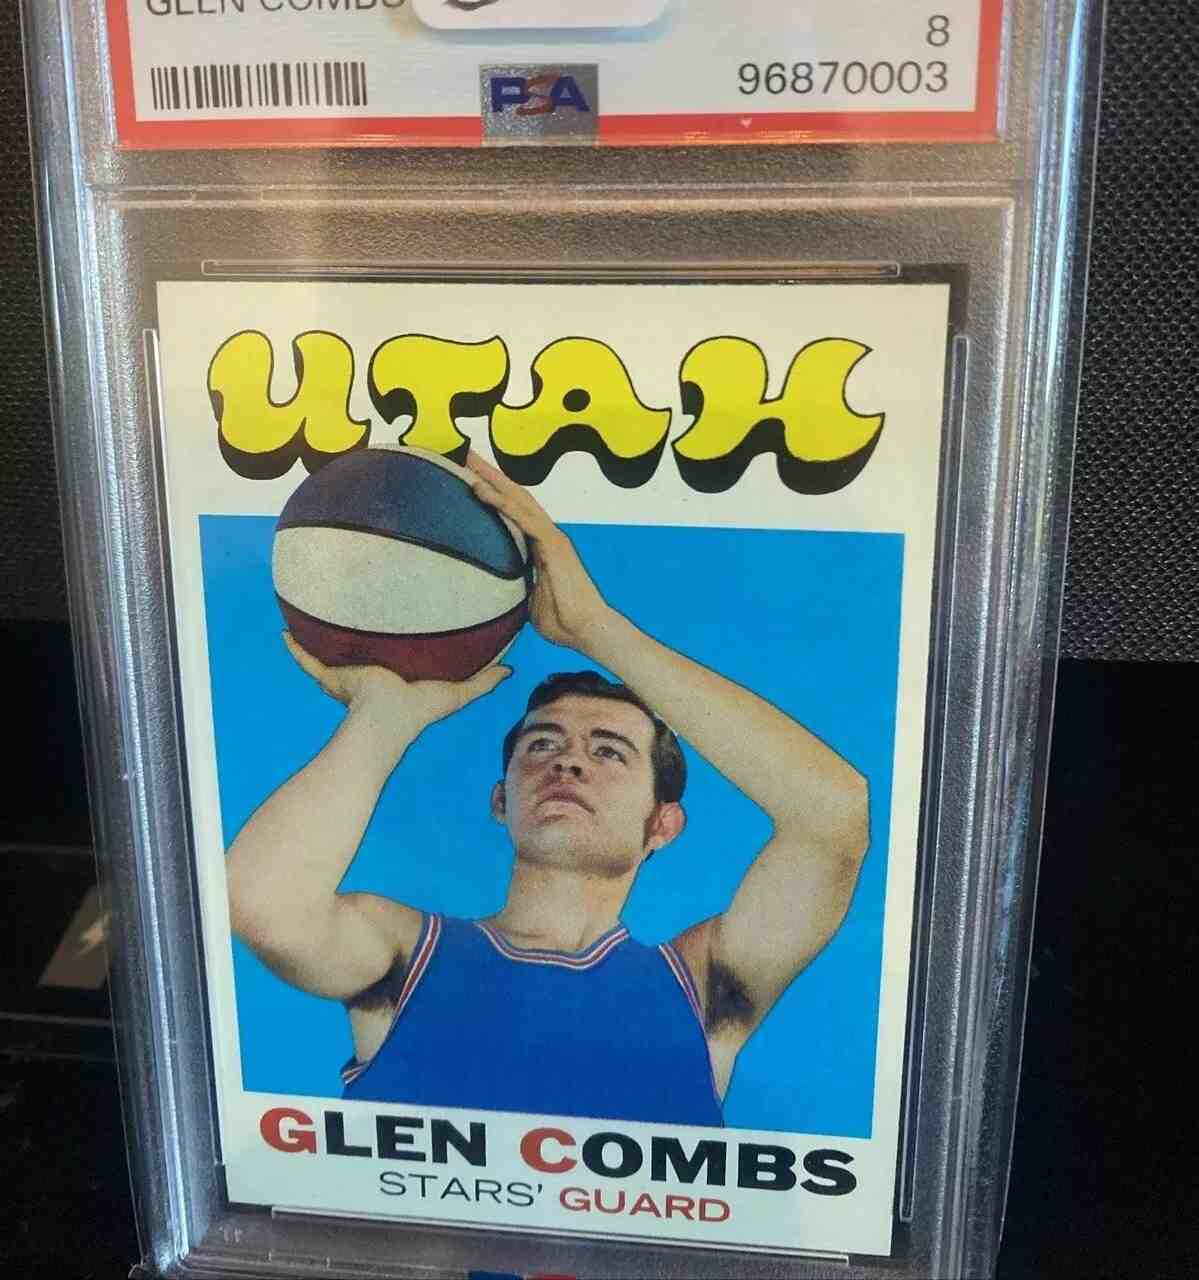 GLEN COMBS
8
PSA
96870003
UTAH
GLEN COMBS
STARS' GUARD